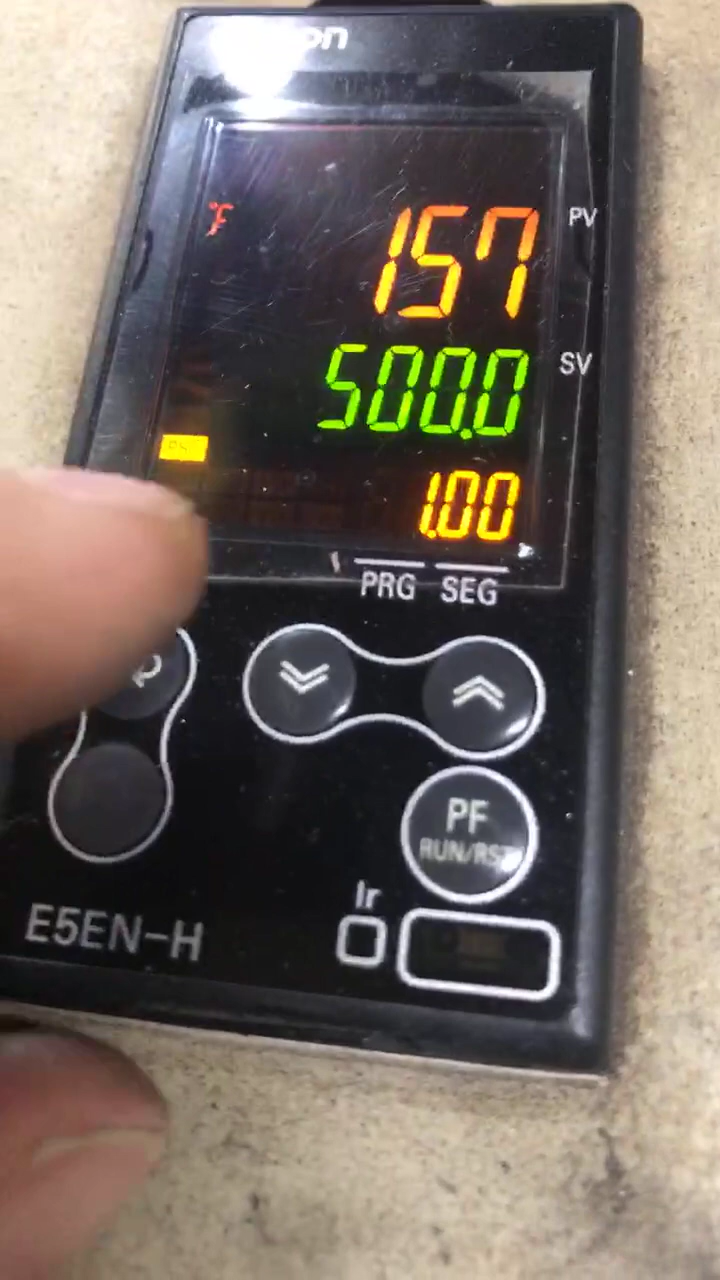 °F
157 PV
500.0 SV
1.00
PRG SEG
PF
RUN/RST
Ir
E5EN-H